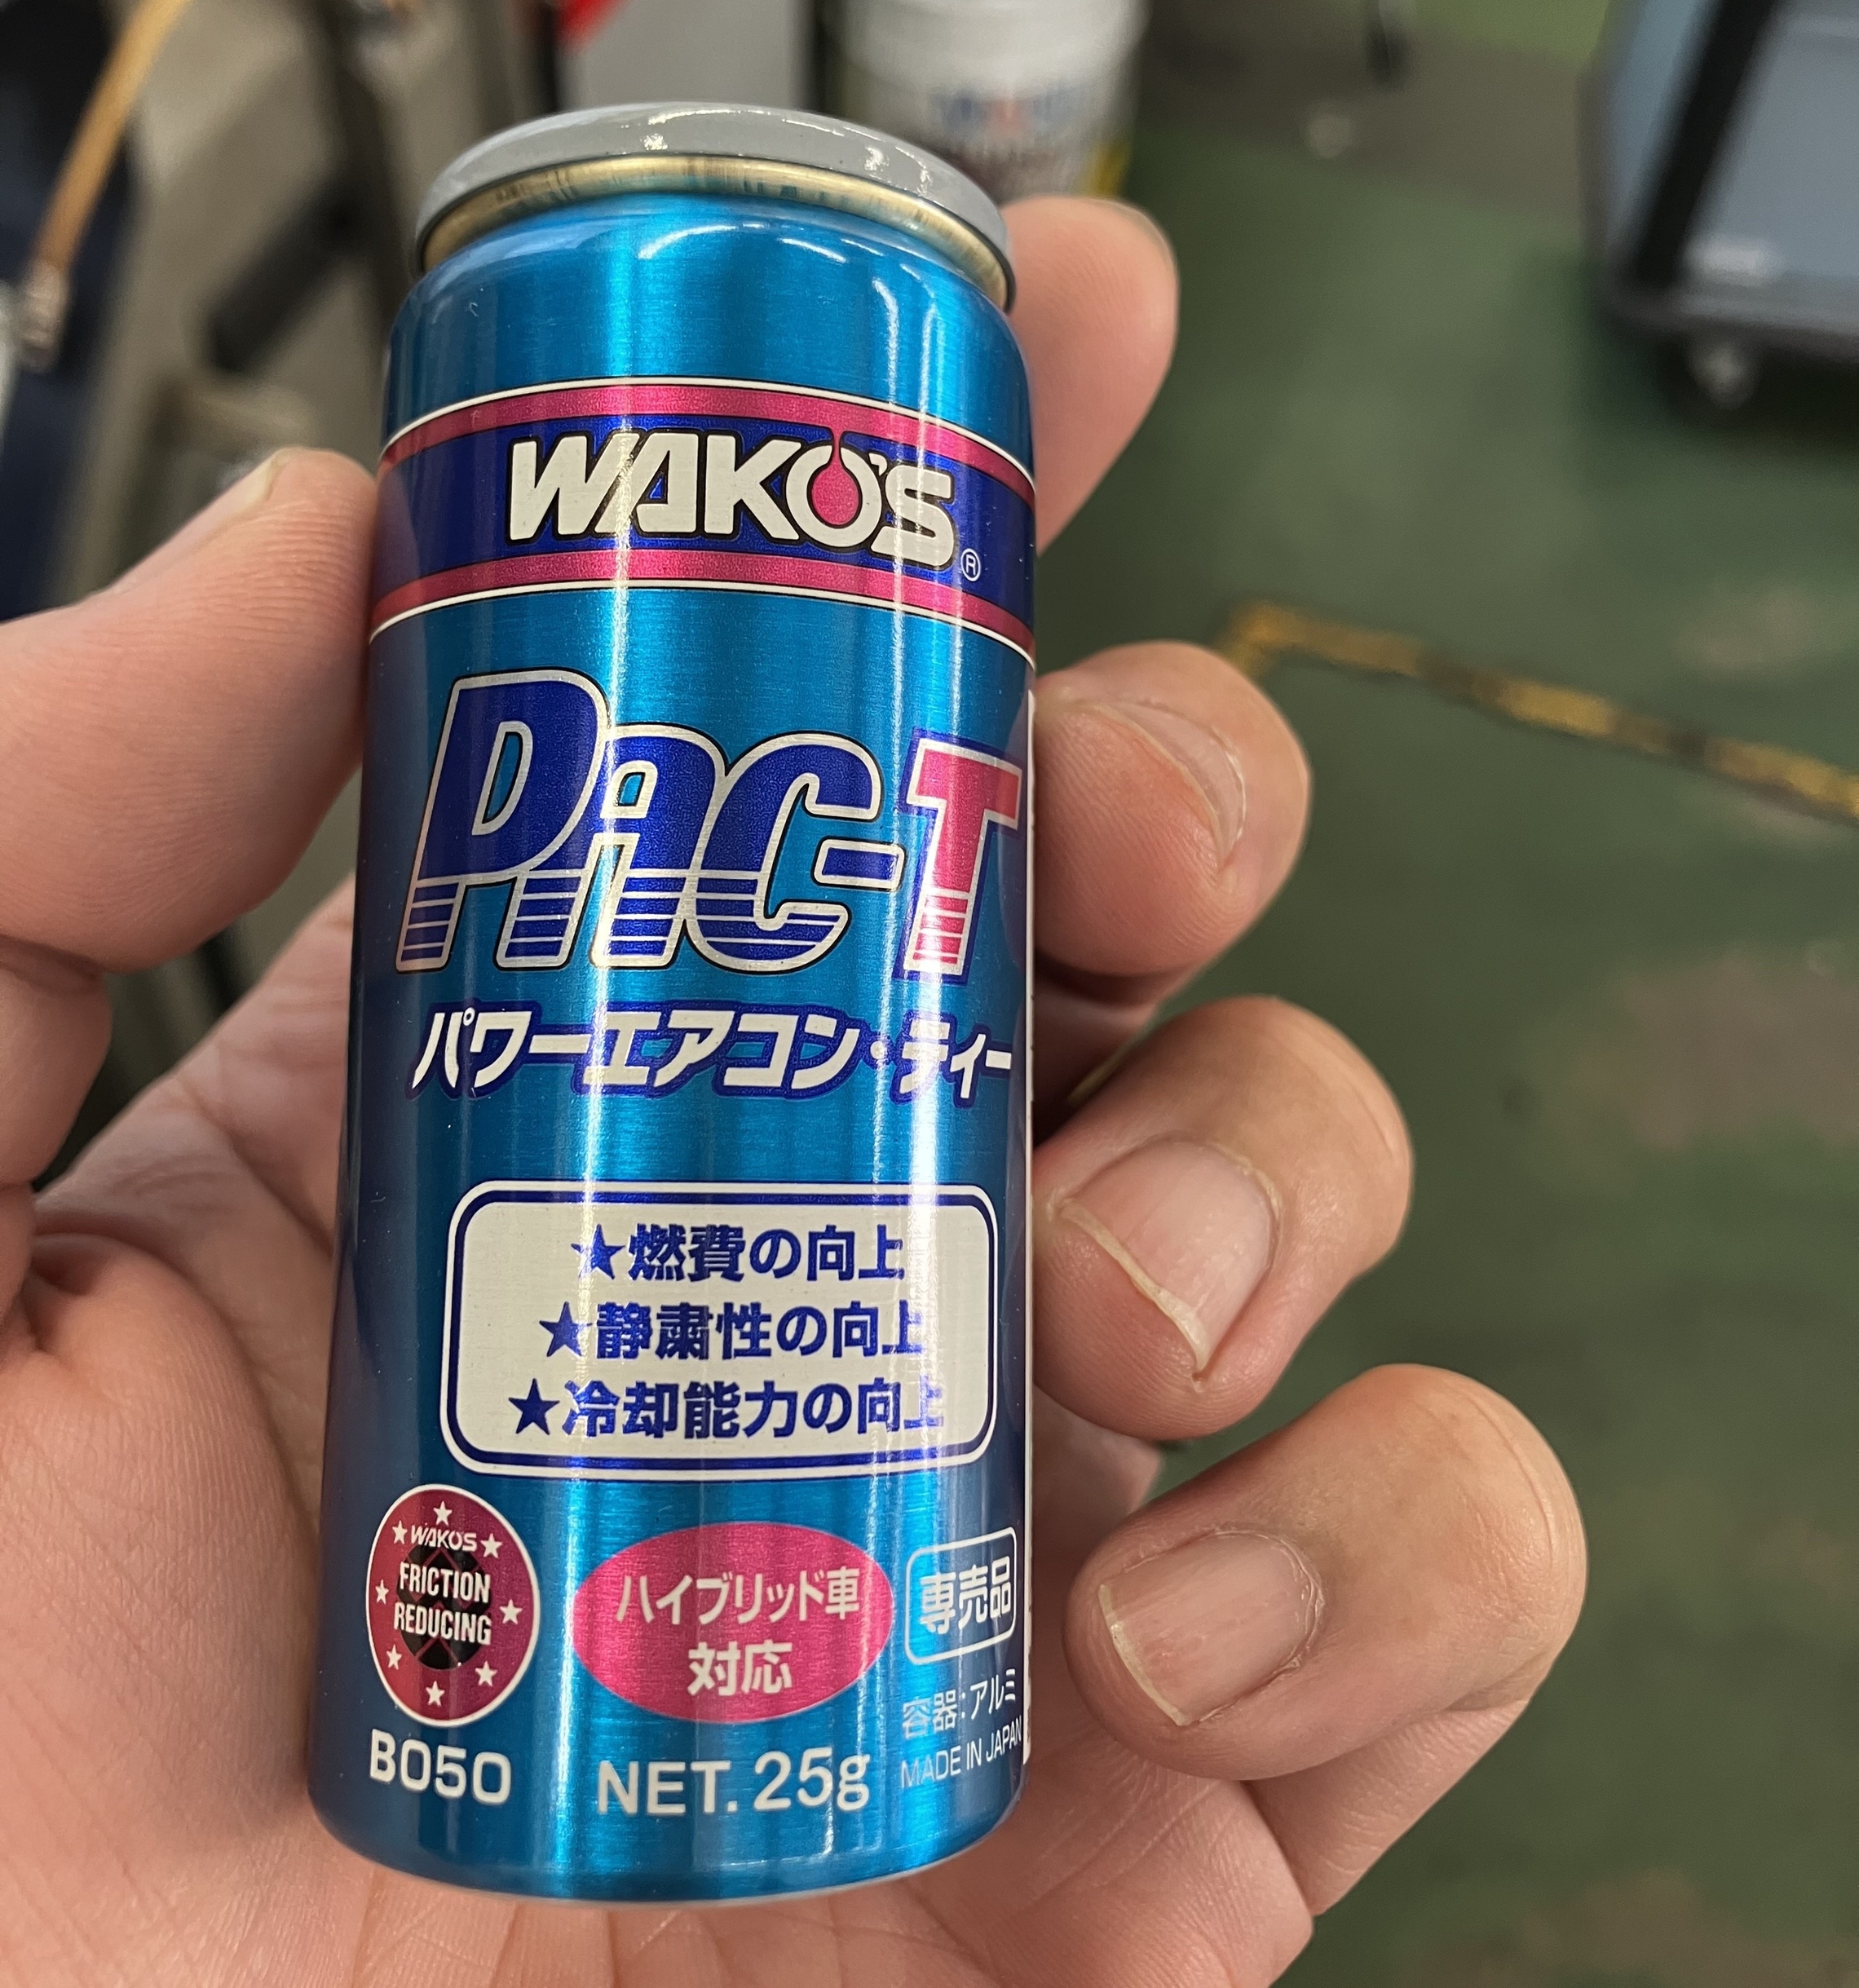 WAKO'S®
PAC-T
パワーエアコン・ティー
★燃費の向上
★静粛性の向上
★冷却能力の向上
WAKO'S
FRICTION
REDUCING
ハイブリッド車
対応
専売品
容器:アルミ
MADE IN JAPAN
B050
NET. 25g